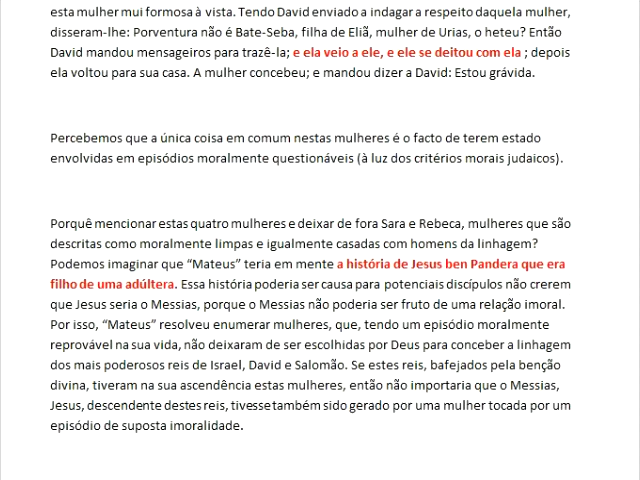 esta mulher mui formosa à vista. Tendo David enviado a indagar a respeito daquela mulher,
disseram-lhe: Porventura não é Bate-Seba, filha de Eliã, mulher de Urias, o heteu? Então
David mandou mensageiros para trazê-la; e ela veio a ele, e ele se deitou com ela ; depois
ela voltou para sua casa. A mulher concebeu; e mandou dizer a David: Estou grávida.
Percebemos que a única coisa em comum nestas mulheres é o facto de terem estado
envolvidas em episódios moralmente questionáveis (à luz dos critérios morais judaicos).
Porquê mencionar estas quatro mulheres e deixar de fora Sara e Rebeca, mulheres que são
descritas como moralmente limpas e igualmente casadas com homens da linhagem?
Podemos imaginar que “Mateus” teria em mente a história de Jesus ben Pandera que era
filho de uma adúltera. Essa história poderia ser causa para potenciais discípulos não crerem
que Jesus seria o Messias, porque o Messias não poderia ser fruto de uma relação imoral.
Por isso, “Mateus” resolveu enumerar mulheres, que, tendo um episódio moralmente
reprovável na sua vida, não deixaram de ser escolhidas por Deus para conceber a linhagem
dos mais poderosos reis de Israel, David e Salomão. Se estes reis, bafejados pela benção
divina, tiveram na sua ascendência estas mulheres, então não importaria que o Messias,
Jesus, descendente destes reis, tivesse também sido gerado por uma mulher tocada por um
episódio de suposta imoralidade.